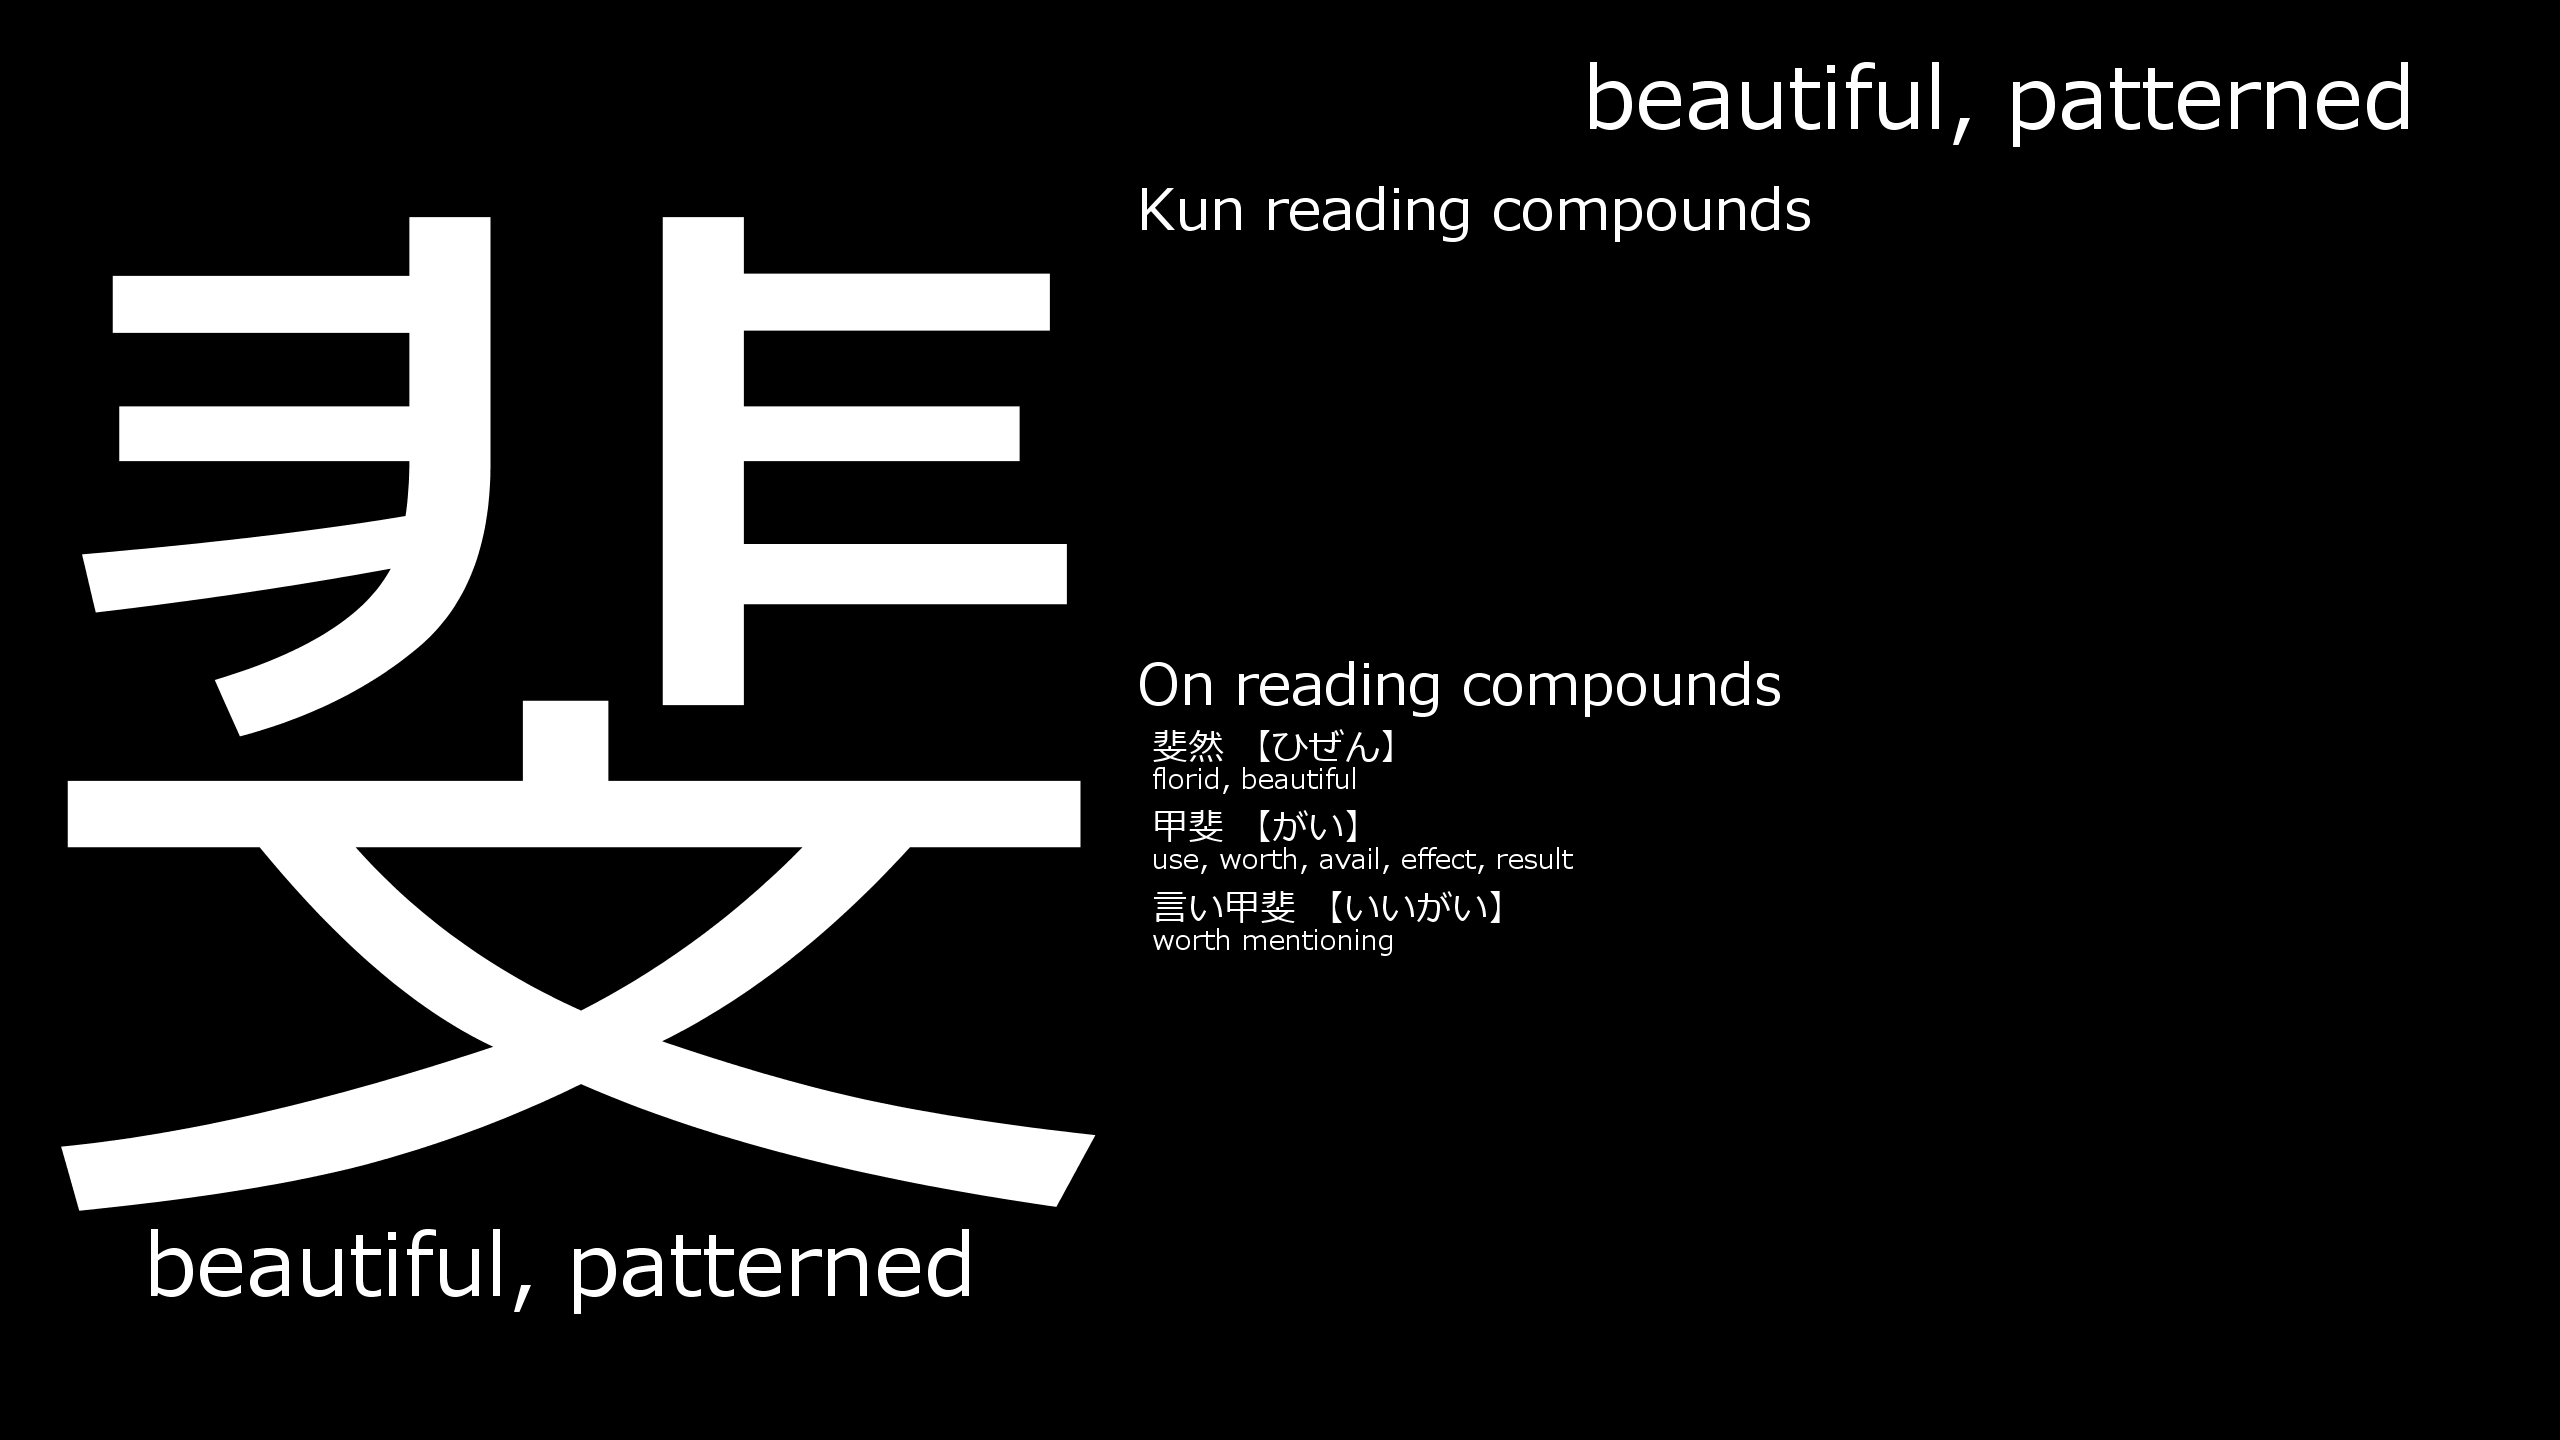 斐
beautiful, patterned
beautiful, patterned
Kun reading compounds
On reading compounds
斐然 【ひぜん】
florid, beautiful
甲斐 【がい】
use, worth, avail, effect, result
言い甲斐 【いいがい】
worth mentioning